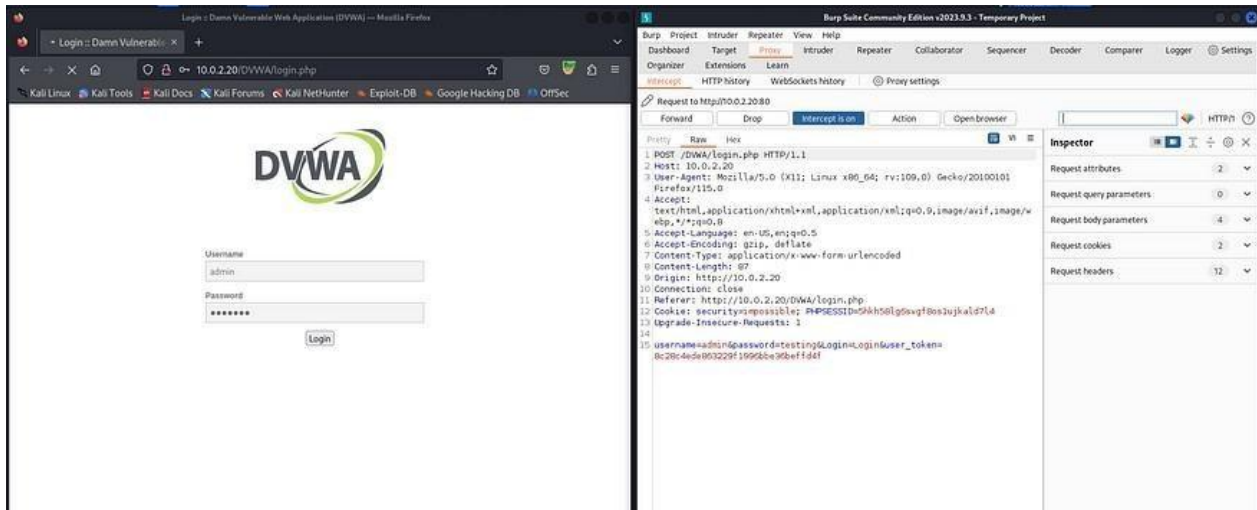 Login :: Damn Vulnerable Web Application (DVWA) — Mozilla Firefox
Login :: Damn Vulnerabl
10.0.2.20/DVWA/login.php
Kali Linux Kali Tools Kali Docs Kali Forums Kali NetHunter Exploit-DB Google Hacking DB OffSec
DVWA
Username
admin
Password
•••••••
Login
Burp Suite Community Edition v2023.9.3 - Temporary Project
Burp Project Intruder Repeater View Help
Dashboard Target Proxy Intruder Repeater Collaborator Sequencer Decoder Comparer Logger Settings
Organizer Extensions Learn
Intercept HTTP history WebSockets history Proxy settings
Request to http://10.0.2.20:80
Forward Drop Intercept is on Action Open browser HTTP/1
Pretty Raw Hex
1 POST /DVWA/login.php HTTP/1.1
2 Host: 10.0.2.20
3 User-Agent: Mozilla/5.0 (X11; Linux x86_64; rv:109.0) Gecko/20100101
Firefox/115.0
4 Accept:
text/html,application/xhtml+xml,application/xml;q=0.9,image/avif,image/w
ebp,*/*;q=0.8
5 Accept-Language: en-US,en;q=0.5
6 Accept-Encoding: gzip, deflate
7 Content-Type: application/x-www-form-urlencoded
8 Content-Length: 87
9 Origin: http://10.0.2.20
10 Connection: close
11 Referer: http://10.0.2.20/DVWA/login.php
12 Cookie: security=impossible; PHPSESSID=
13 Upgrade-Insecure-Requests: 1
14
15 username=admin&password=testing&Login=Login&user_token=
Inspector
Request attributes 2
Request query parameters 0
Request body parameters 4
Request cookies 2
Request headers 12